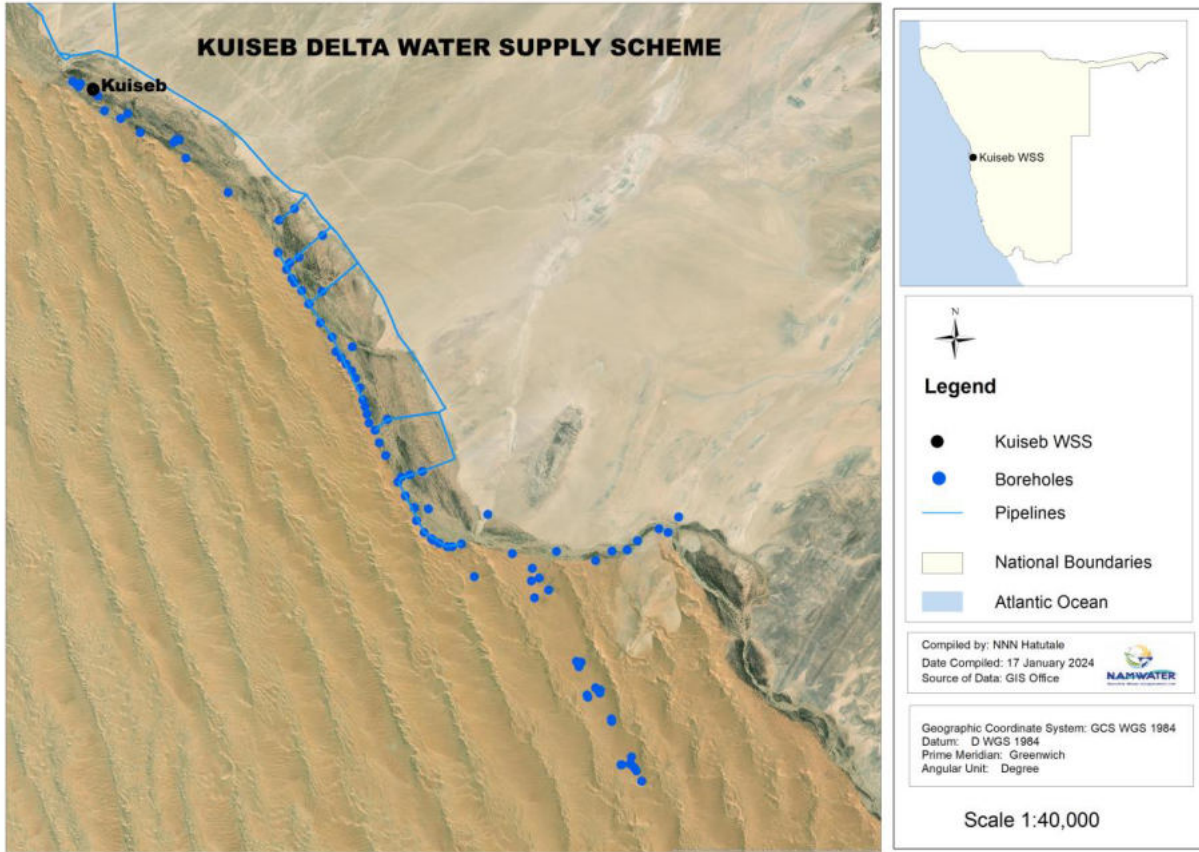 KUISEB DELTA WATER SUPPLY SCHEME
Kuiseb
Kuiseb WSS
N
Legend
Kuiseb WSS
Boreholes
Pipelines
National Boundaries
Atlantic Ocean
Compiled by: NNN Hatutale
Date Compiled: 17 January 2024
Source of Data: GIS Office
NAMWATER
Geographic Coordinate System: GCS WGS 1984
Datum: D WGS 1984
Prime Meridian: Greenwich
Angular Unit: Degree
Scale 1:40,000